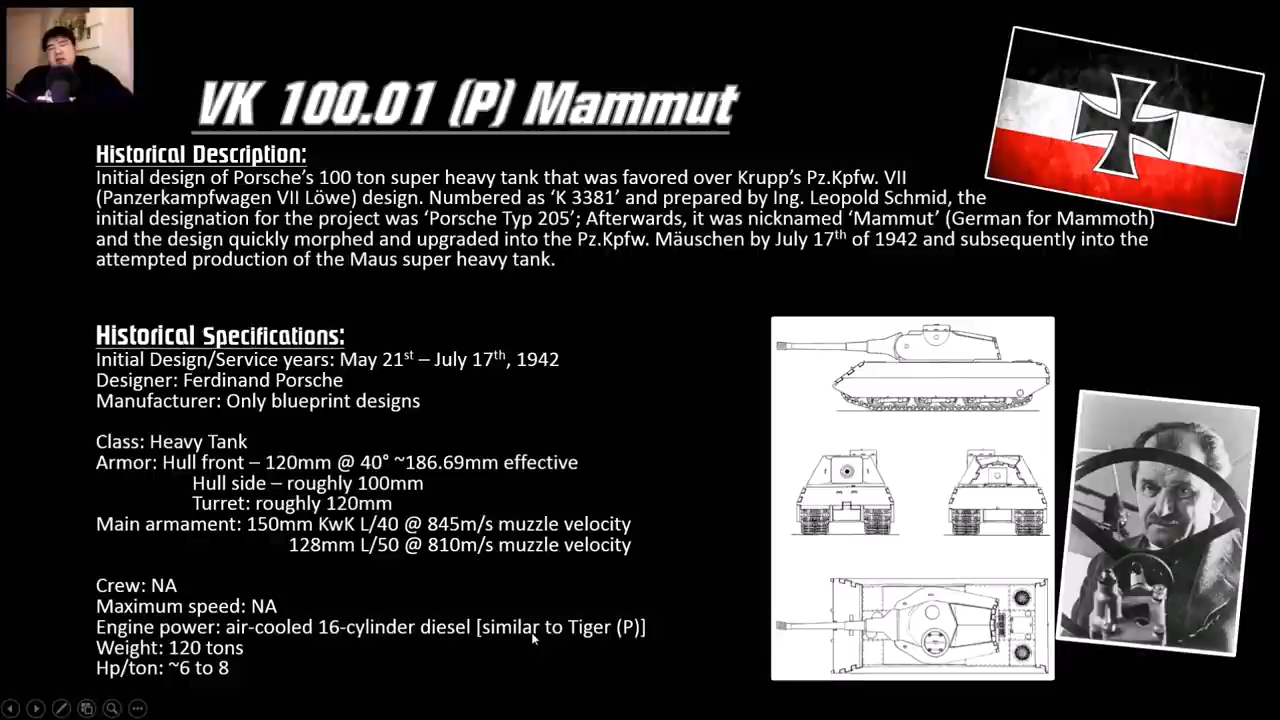 VK 100.01 (P) Mammut
Historical Description:
Initial design of Porsche's 100 ton super heavy tank that was favored over Krupp's Pz.Kpfw. VII
(Panzerkampfwagen VII Löwe) design. Numbered as 'K 3381' and prepared by Ing. Leopold Schmid, the
initial designation for the project was 'Porsche Typ 205'; Afterwards, it was nicknamed 'Mammut' (German for Mammoth)
and the design quickly morphed and upgraded into the Pz.Kpfw. Mäuschen by July 17th of 1942 and subsequently into the
attempted production of the Maus super heavy tank.
Historical Specifications:
Initial Design/Service years: May 21st – July 17th, 1942
Designer: Ferdinand Porsche
Manufacturer: Only blueprint designs
Class: Heavy Tank
Armor: Hull front – 120mm @ 40° ~186.69mm effective
Hull side – roughly 100mm
Turret: roughly 120mm
Main armament: 150mm KwK L/40 @ 845m/s muzzle velocity
128mm L/50 @ 810m/s muzzle velocity
Crew: NA
Maximum speed: NA
Engine power: air-cooled 16-cylinder diesel [similar to Tiger (P)]
Weight: 120 tons
Hp/ton: ~6 to 8